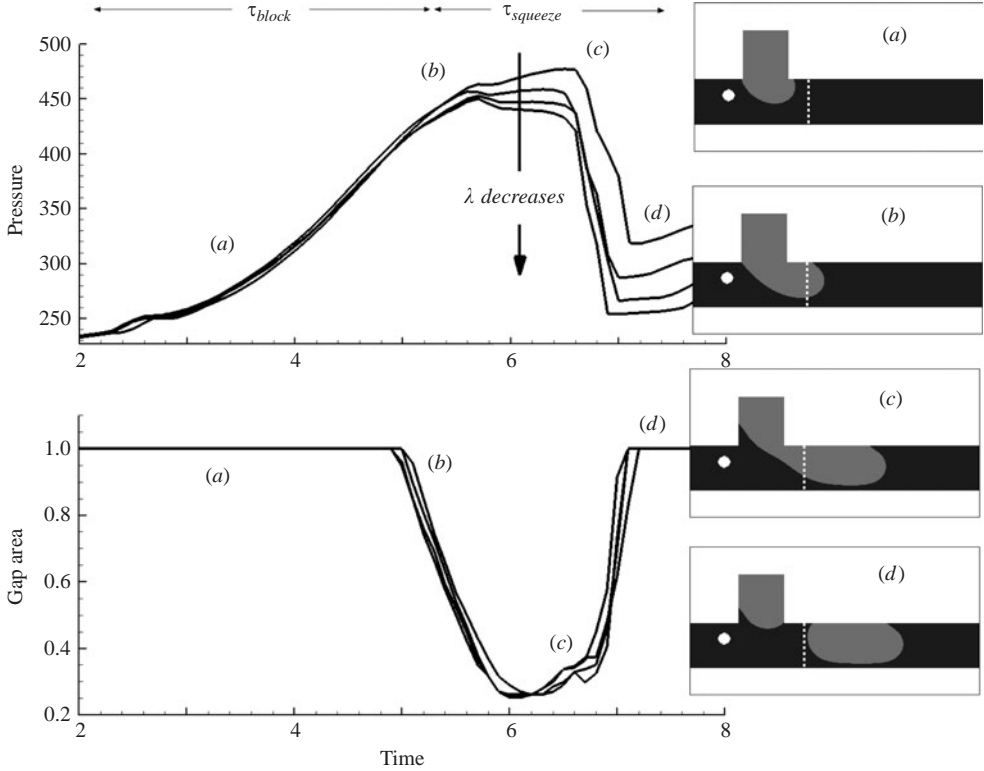 τblock
τsqueeze
500
450
400
350
300
250
Pressure
(a)
(b)
(c)
(d)
λ decreases
2
4
6
8
1.0
0.8
0.6
0.4
0.2
Gap area
(a)
(b)
(c)
(d)
2
4
6
8
Time
(a)
(b)
(c)
(d)